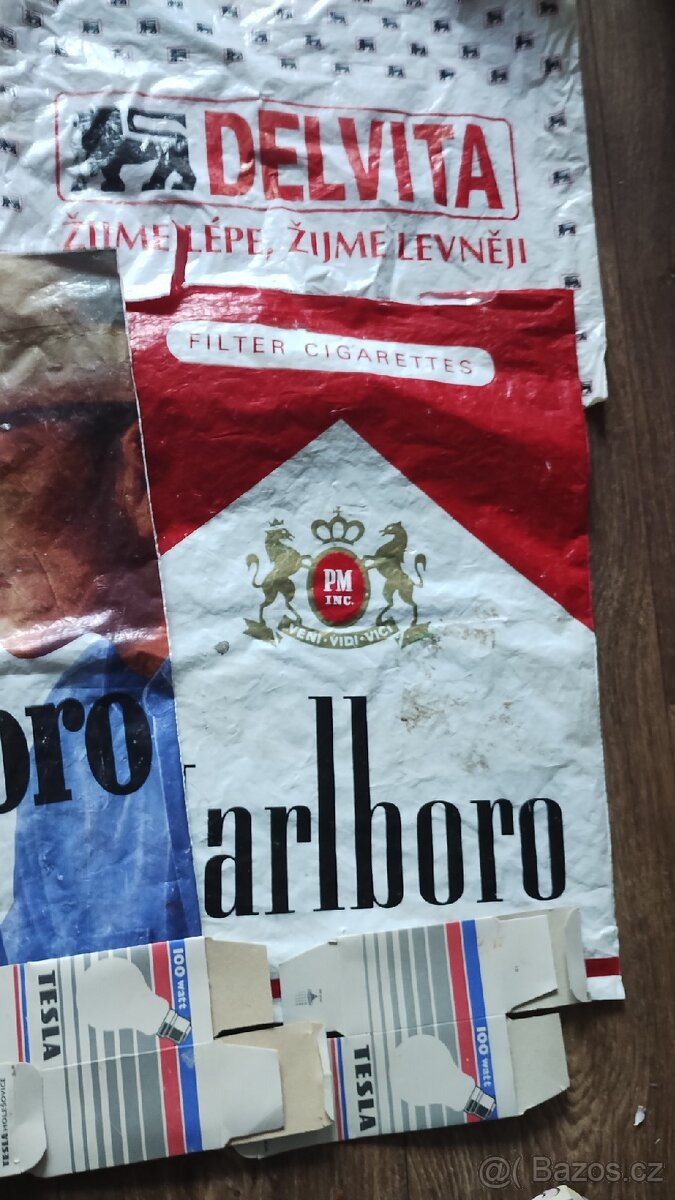 DELVITA
ŽIJME LÉPE, ŽIJME LEVNĚJI
FILTER CIGARETTES
PM
INC.
VENI·VIDI·VICI
oro
arlboro
100 watt
TESLA
HOLEŠOVICE
100 watt
TESLA
@( Bazos.cz